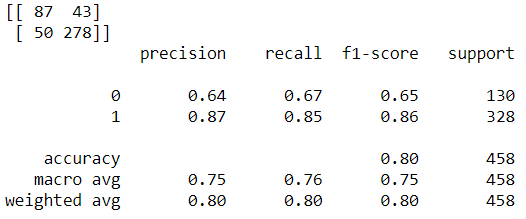 [[ 87 43]
[ 50 278]]
precision recall f1-score support
0 0.64 0.67 0.65 130
1 0.87 0.85 0.86 328
accuracy 0.80 458
macro avg 0.75 0.76 0.75 458
weighted avg 0.80 0.80 0.80 458